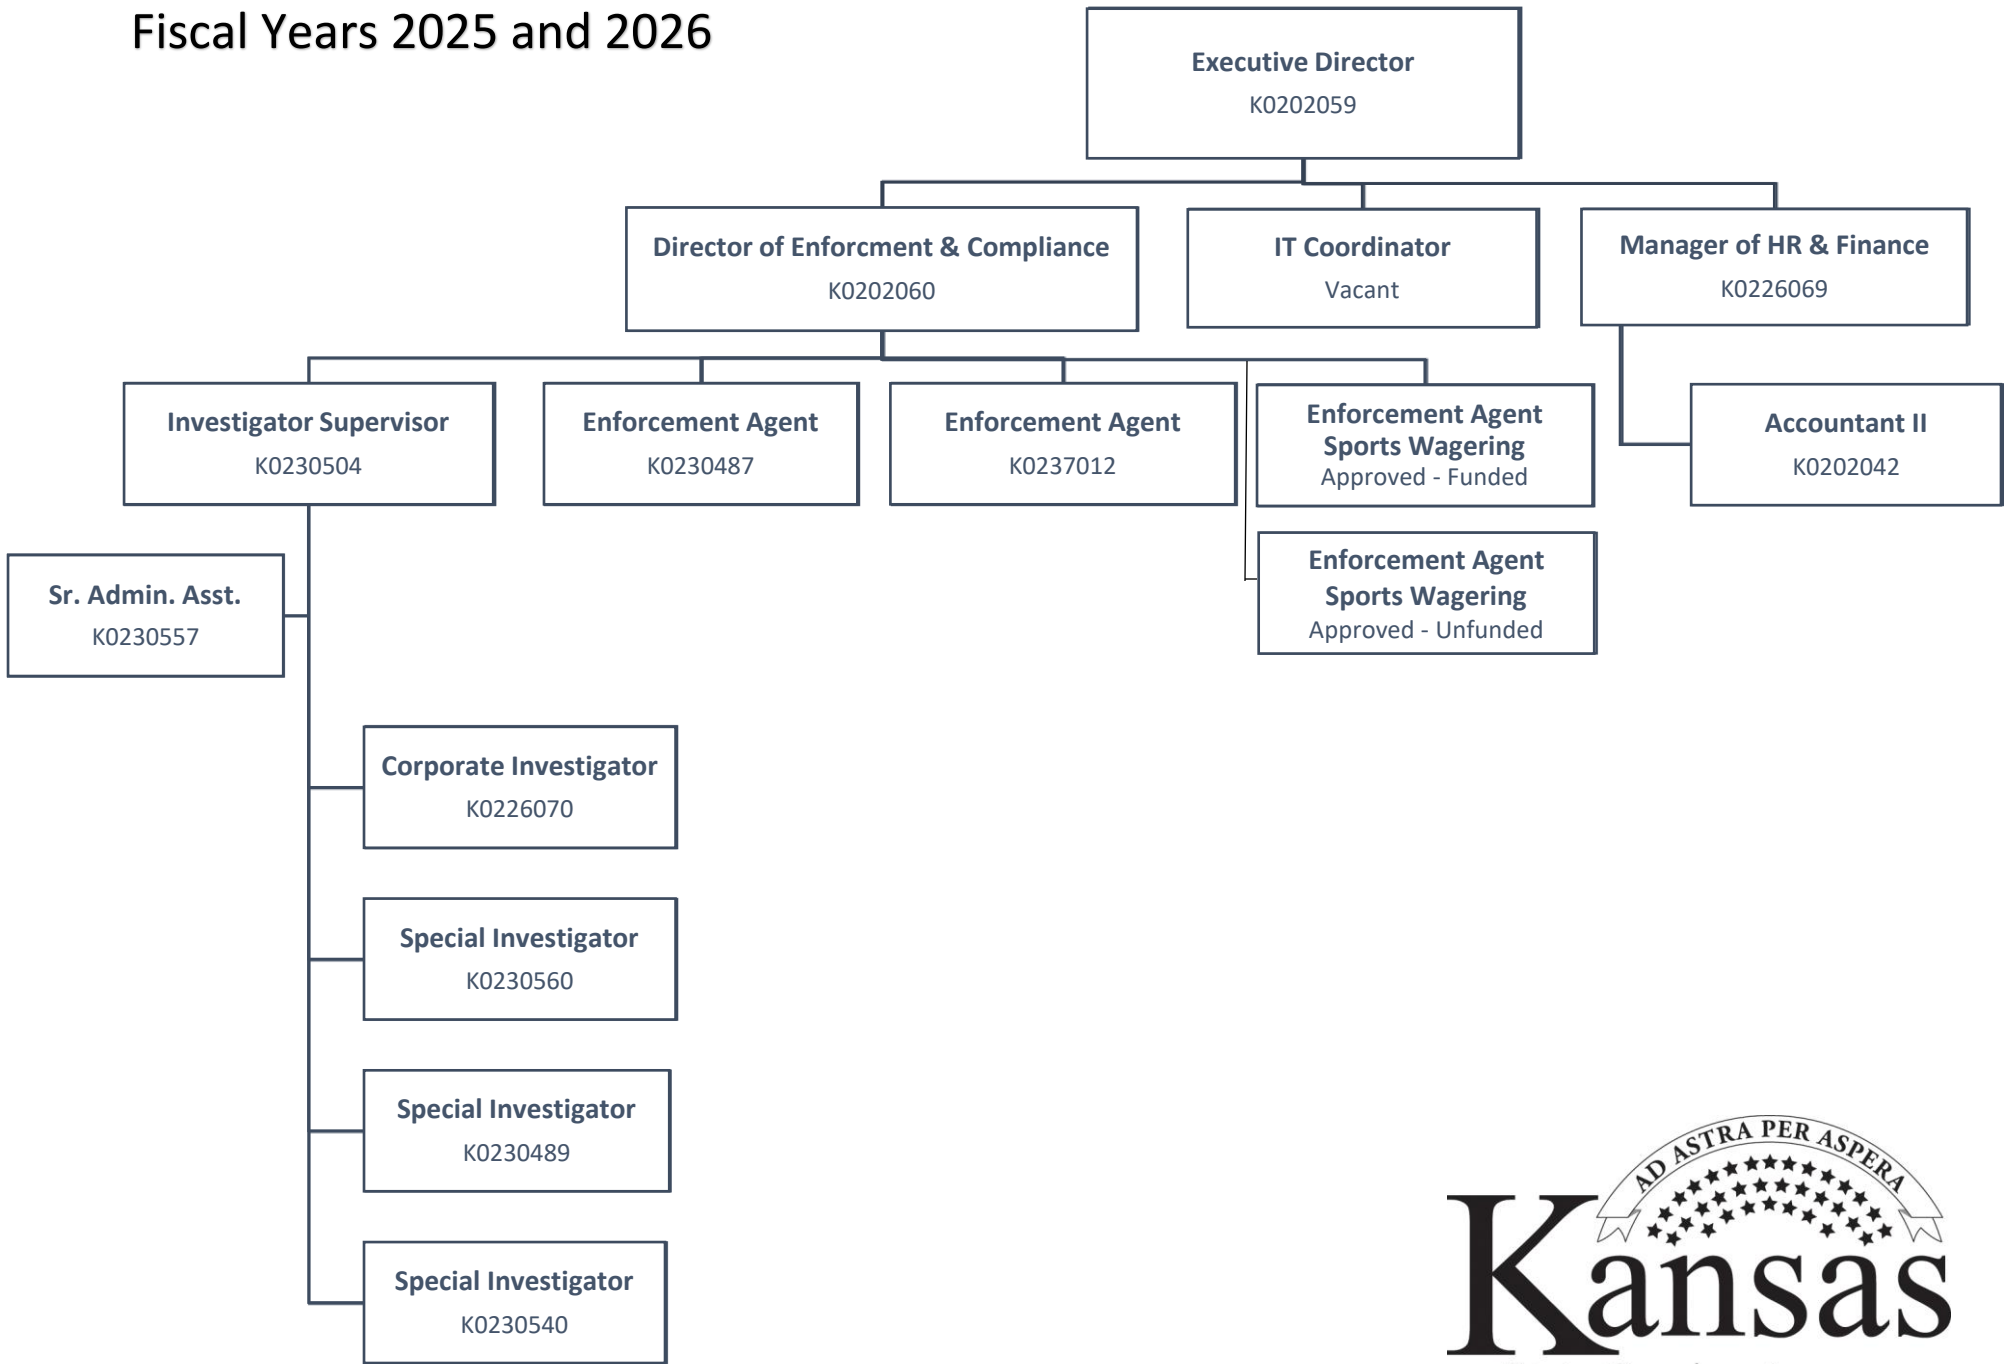 Fiscal Years 2025 and 2026
Executive Director
K0202059
Director of Enforcment & Compliance
K0202060
IT Coordinator
Vacant
Manager of HR & Finance
K0226069
Investigator Supervisor
K0230504
Enforcement Agent
K0230487
Enforcement Agent
K0237012
Enforcement Agent
Sports Wagering
Approved - Funded
Accountant II
K0202042
Enforcement Agent
Sports Wagering
Approved - Unfunded
Sr. Admin. Asst.
K0230557
Corporate Investigator
K0226070
Special Investigator
K0230560
Special Investigator
K0230489
Special Investigator
K0230540
AD ASTRA PER ASPERA
Kansas